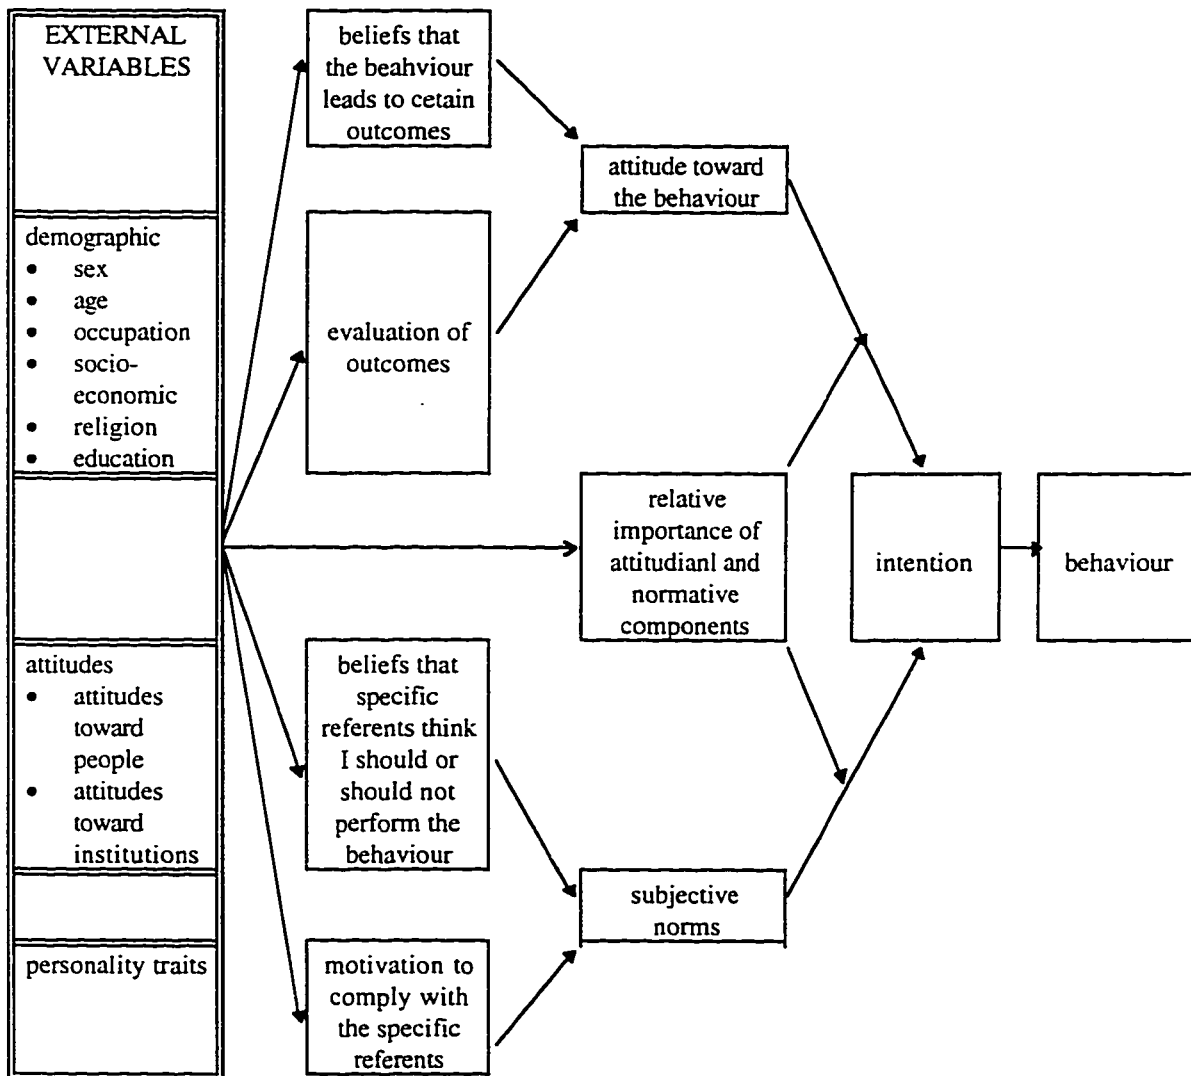 EXTERNAL
VARIABLES
demographic
• sex
• age
• occupation
• socio-
economic
• religion
• education
attitudes
• attitudes
toward
people
• attitudes
toward
institutions
personality traits
beliefs that
the beahviour
leads to cetain
outcomes
evaluation of
outcomes
beliefs that
specific
referents think
I should or
should not
perform the
behaviour
motivation to
comply with
the specific
referents
attitude toward
the behaviour
relative
importance of
attitudianl and
normative
components
subjective
norms
intention
behaviour